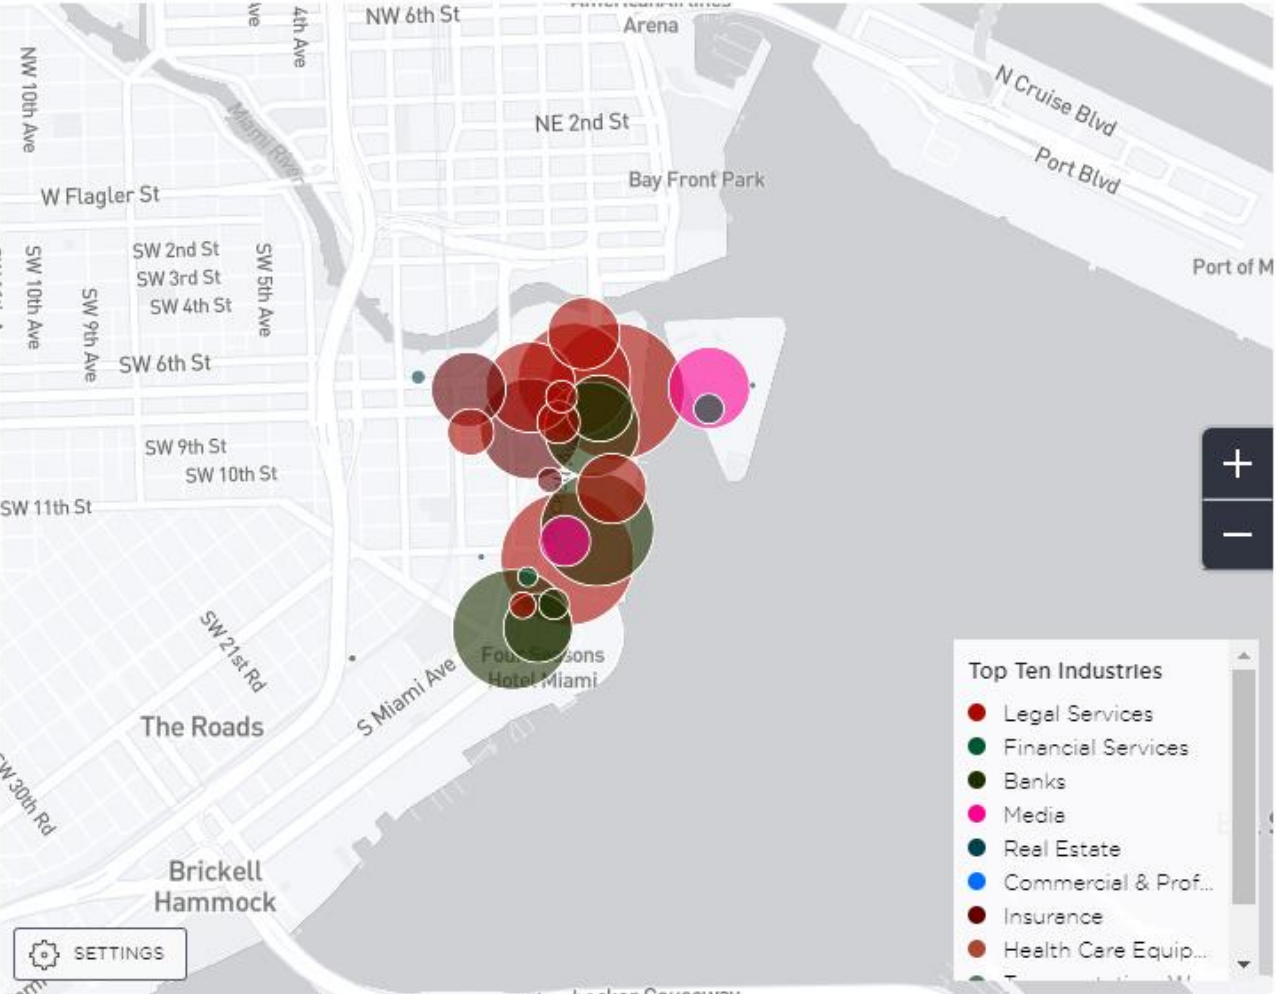 NW 6th St
4th Ave
Ave
Arena
NW 10th Ave
N Cruise Blvd
Miami River
NE 2nd St
Port Blvd
Bay Front Park
W Flagler St
SW 2nd St
SW 3rd St
SW 4th St
SW 5th Ave
SW 10th Ave
SW 9th Ave
Port of M
SW 6th St
SW 9th St
SW 10th St
SW 11th St
+
−
SW 21st Rd
Four Seasons
Hotel Miami
S Miami Ave
The Roads
SW 30th Rd
Brickell
Hammock
SETTINGS
Top Ten Industries
Legal Services
Financial Services
Banks
Media
Real Estate
Commercial & Prof...
Insurance
Health Care Equip...